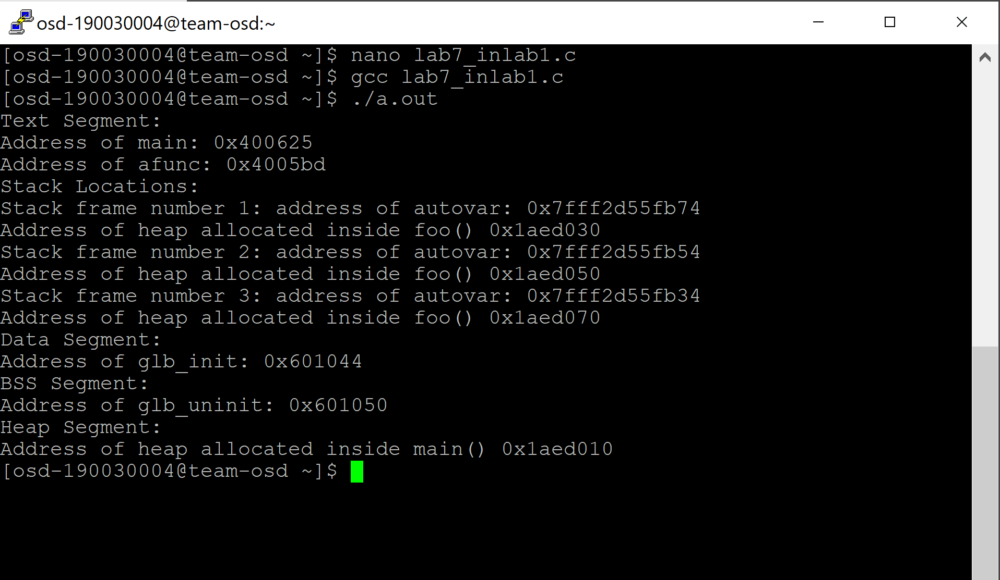 osd-190030004@team-osd:~
[osd-190030004@team-osd ~]$ nano lab7_inlab1.c
[osd-190030004@team-osd ~]$ gcc lab7_inlab1.c
[osd-190030004@team-osd ~]$ ./a.out
Text Segment:
Address of main: 0x400625
Address of afunc: 0x4005bd
Stack Locations:
Stack frame number 1: address of autovar: 0x7fff2d55fb74
Address of heap allocated inside foo() 0x1aed030
Stack frame number 2: address of autovar: 0x7fff2d55fb54
Address of heap allocated inside foo() 0x1aed050
Stack frame number 3: address of autovar: 0x7fff2d55fb34
Address of heap allocated inside foo() 0x1aed070
Data Segment:
Address of glb_init: 0x601044
BSS Segment:
Address of glb_uninit: 0x601050
Heap Segment:
Address of heap allocated inside main() 0x1aed010
[osd-190030004@team-osd ~]$